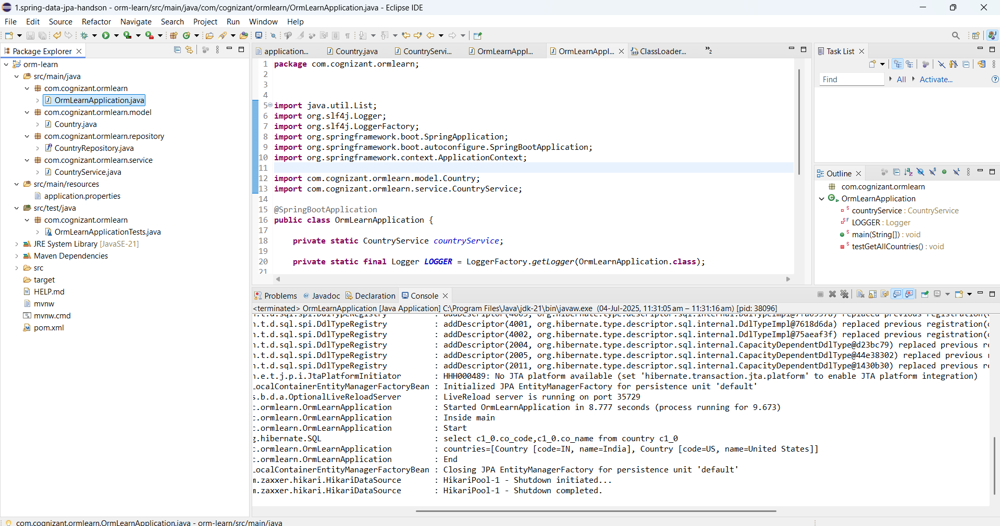 1.spring-data-jpa-handson - orm-learn/src/main/java/com/cognizant/ormlearn/OrmLearnApplication.java - Eclipse IDE
File Edit Source Refactor Navigate Search Project Run Window Help
Package Explorer
orm-learn
src/main/java
com.cognizant.ormlearn
OrmLearnApplication.java
com.cognizant.ormlearn.model
Country.java
com.cognizant.ormlearn.repository
CountryRepository.java
com.cognizant.ormlearn.service
CountryService.java
src/main/resources
application.properties
src/test/java
com.cognizant.ormlearn
OrmLearnApplicationTests.java
JRE System Library [JavaSE-21]
Maven Dependencies
src
target
HELP.md
mvnw
mvnw.cmd
pom.xml
application... Country.java CountryServi... OrmLearnAppl... OrmLearnAppl... ClassLoader... »2
1 package com.cognizant.ormlearn;
2
3
4
5 import java.util.List;
6 import org.slf4j.Logger;
7 import org.slf4j.LoggerFactory;
8 import org.springframework.boot.SpringApplication;
9 import org.springframework.boot.autoconfigure.SpringBootApplication;
10 import org.springframework.context.ApplicationContext;
11
12 import com.cognizant.ormlearn.model.Country;
13 import com.cognizant.ormlearn.service.CountryService;
14
15 @SpringBootApplication
16 public class OrmLearnApplication {
17
18 private static CountryService countryService;
19
20 private static final Logger LOGGER = LoggerFactory.getLogger(OrmLearnApplication.class);
21
Task List
Find All Activate...
Outline
com.cognizant.ormlearn
OrmLearnApplication
countryService : CountryService
LOGGER : Logger
main(String[]) : void
testGetAllCountries() : void
Problems @ Javadoc Declaration Console
<terminated> OrmLearnApplication [Java Application] C:\Program Files\Java\jdk-21\bin\javaw.exe (04-Jul-2025, 11:31:05 am – 11:31:16 am) [pid: 38096]
.t.d.sql.spi.DdlTypeRegistry : addDescriptor(4001, org.hibernate.type.descriptor.sql.internal.DdlTypeImpl@7618d6da) replaced previous registration(
.t.d.sql.spi.DdlTypeRegistry : addDescriptor(4002, org.hibernate.type.descriptor.sql.internal.DdlTypeImpl@75aeaf3f) replaced previous registration(
.t.d.sql.spi.DdlTypeRegistry : addDescriptor(2004, org.hibernate.type.descriptor.sql.internal.CapacityDependentDdlType@d23bc79) replaced previous
.t.d.sql.spi.DdlTypeRegistry : addDescriptor(2005, org.hibernate.type.descriptor.sql.internal.CapacityDependentDdlType@44e38302) replaced previous
.t.d.sql.spi.DdlTypeRegistry : addDescriptor(2011, org.hibernate.type.descriptor.sql.internal.CapacityDependentDdlType@1430b30) replaced previous
.e.t.j.p.i.JtaPlatformInitiator : HHH000489: No JTA platform available (set 'hibernate.transaction.jta.platform' to enable JTA platform integration)
ocalContainerEntityManagerFactoryBean : Initialized JPA EntityManagerFactory for persistence unit 'default'
.b.d.a.OptionalLiveReloadServer : LiveReload server is running on port 35729
.ormlearn.OrmLearnApplication : Started OrmLearnApplication in 8.777 seconds (process running for 9.673)
.ormlearn.OrmLearnApplication : Inside main
.ormlearn.OrmLearnApplication : Start
.hibernate.SQL : select c1_0.co_code,c1_0.co_name from country c1_0
.ormlearn.OrmLearnApplication : countries=[Country [code=IN, name=India], Country [code=US, name=United States]]
.ormlearn.OrmLearnApplication : End
ocalContainerEntityManagerFactoryBean : Closing JPA EntityManagerFactory for persistence unit 'default'
.zaxxer.hikari.HikariDataSource : HikariPool-1 - Shutdown initiated...
.zaxxer.hikari.HikariDataSource : HikariPool-1 - Shutdown completed.
com.cognizant.ormlearn.OrmLearnApplication.java - orm-learn/src/main/java